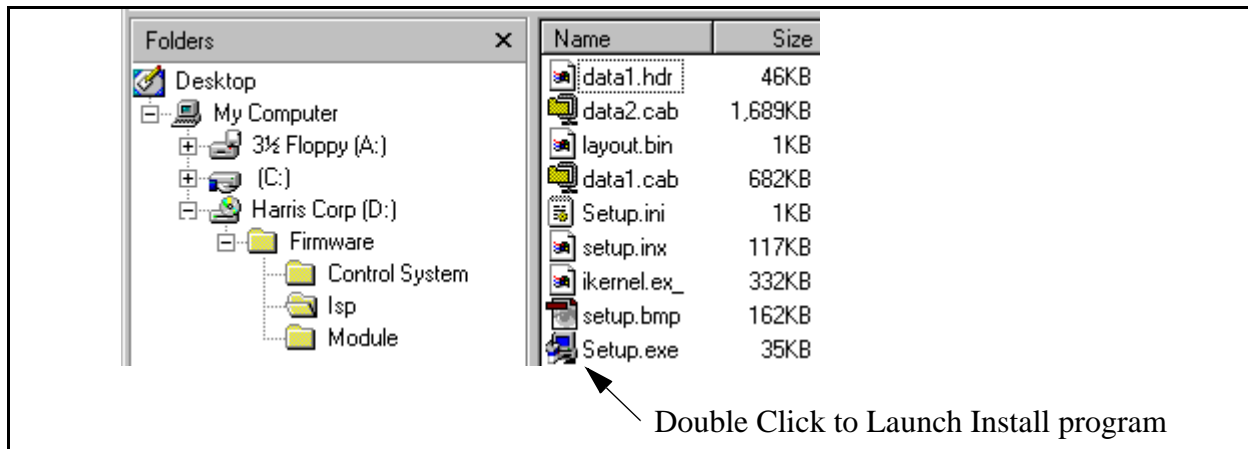 Folders
Desktop
My Computer
3½ Floppy (A:)
(C:)
Harris Corp (D:)
Firmware
Control System
Isp
Module
Name Size
data1.hdr 46KB
data2.cab 1,689KB
layout.bin 1KB
data1.cab 682KB
Setup.ini 1KB
setup.inx 117KB
ikernel.ex_ 332KB
setup.bmp 162KB
Setup.exe 35KB
Double Click to Launch Install program